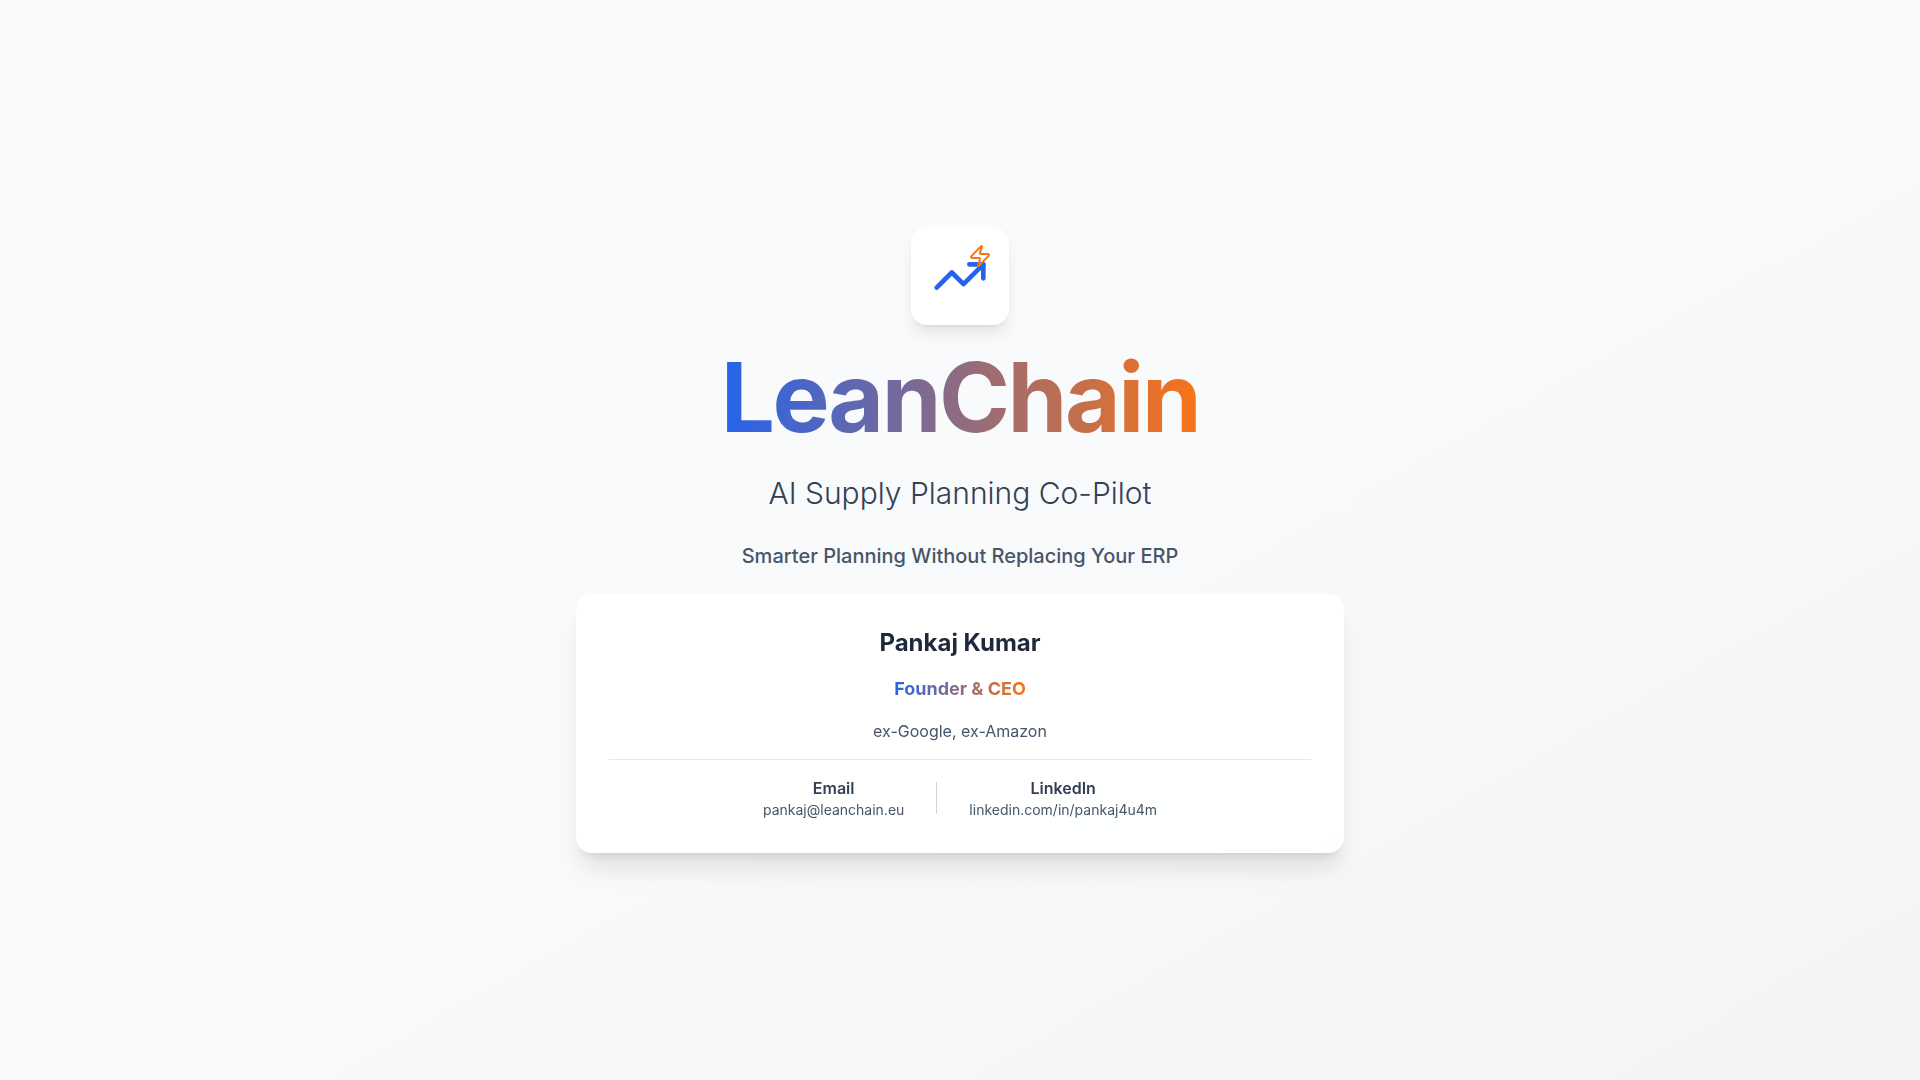 LeanChain
AI Supply Planning Co-Pilot
Smarter Planning Without Replacing Your ERP
Pankaj Kumar
Founder & CEO
ex-Google, ex-Amazon
Email
pankaj@leanchain.eu
LinkedIn
linkedin.com/in/pankaj4u4m